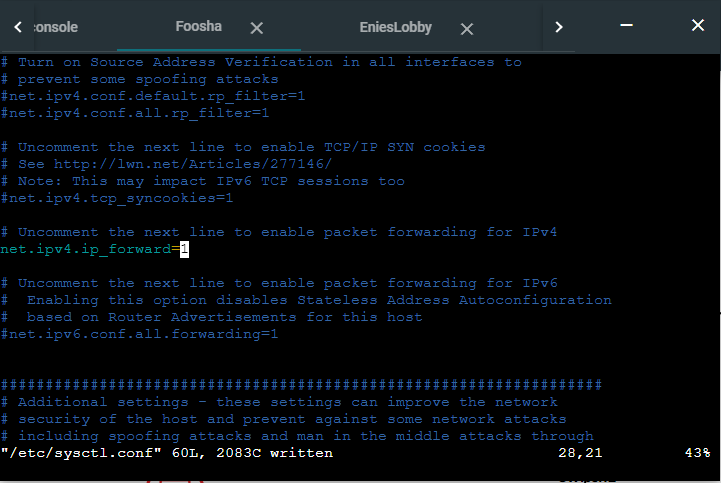 console Foosha EniesLobby
# Turn on Source Address Verification in all interfaces to
# prevent some spoofing attacks
#net.ipv4.conf.default.rp_filter=1
#net.ipv4.conf.all.rp_filter=1
# Uncomment the next line to enable TCP/IP SYN cookies
# See http://lwn.net/Articles/277146/
# Note: This may impact IPv6 TCP sessions too
#net.ipv4.tcp_syncookies=1
# Uncomment the next line to enable packet forwarding for IPv4
net.ipv4.ip_forward=1
# Uncomment the next line to enable packet forwarding for IPv6
#  Enabling this option disables Stateless Address Autoconfiguration
#  based on Router Advertisements for this host
#net.ipv6.conf.all.forwarding=1
###################################################################
# Additional settings - these settings can improve the network
# security of the host and prevent against some network attacks
# including spoofing attacks and man in the middle attacks through
"/etc/sysctl.conf" 60L, 2083C written 28,21 43%